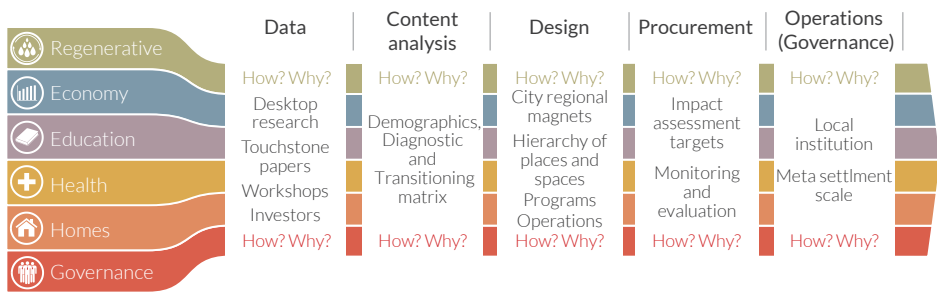 Regenerative
Economy
Education
Health
Homes
Governance
Data
How? Why?
Desktop
research
Touchstone
papers
Workshops
Investors
How? Why?
Content
analysis
How? Why?
Demographics,
Diagnostic
and
Transitioning
matrix
How? Why?
Design
How? Why?
City regional
magnets
Hierarchy of
places and
spaces
Programs
Operations
How? Why?
Procurement
How? Why?
Impact
assessment
targets
Monitoring
and
evaluation
How? Why?
Operations
(Governance)
How? Why?
Local
institution
Meta settlment
scale
How? Why?